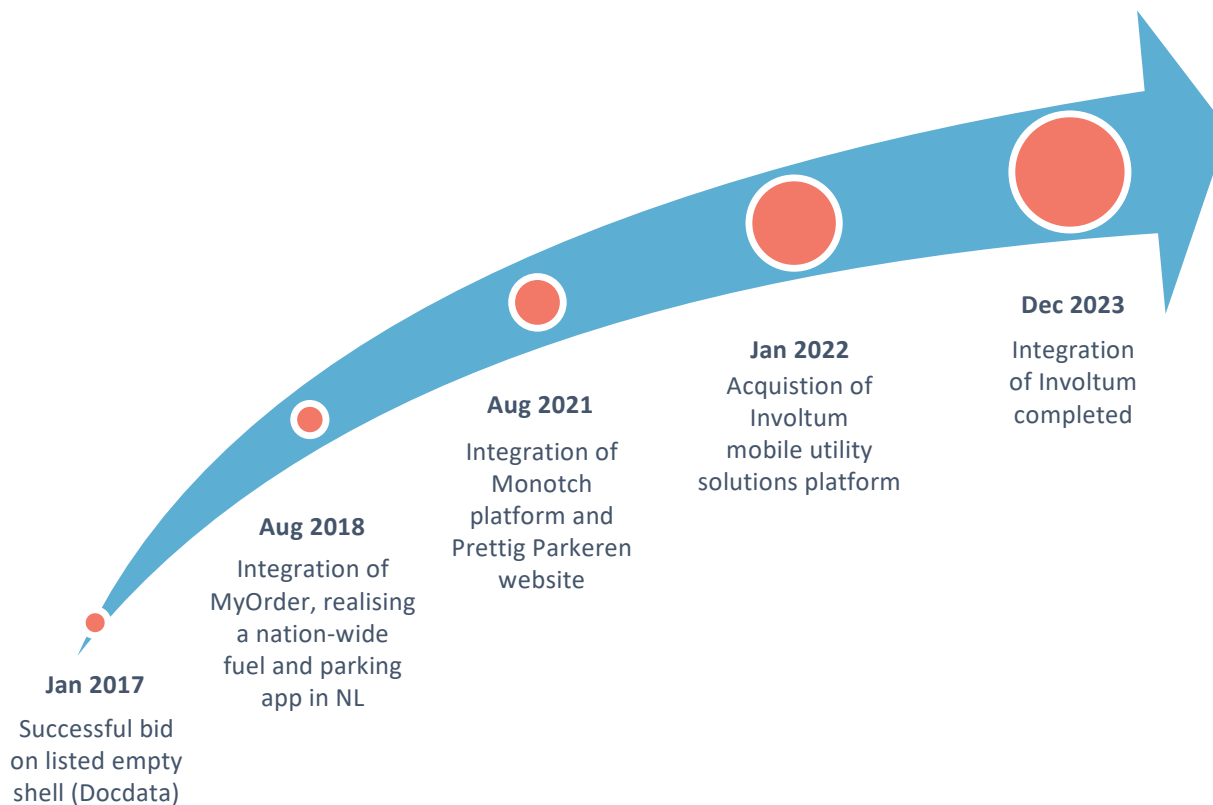 Jan 2017
Successful bid
on listed empty
shell (Docdata)
Aug 2018
Integration of
MyOrder, realising
a nation-wide
fuel and parking
app in NL
Aug 2021
Integration of
Monotch
platform and
Prettig Parkeren
website
Jan 2022
Acquistion of
Involtum
mobile utility
solutions platform
Dec 2023
Integration
of Involtum
completed